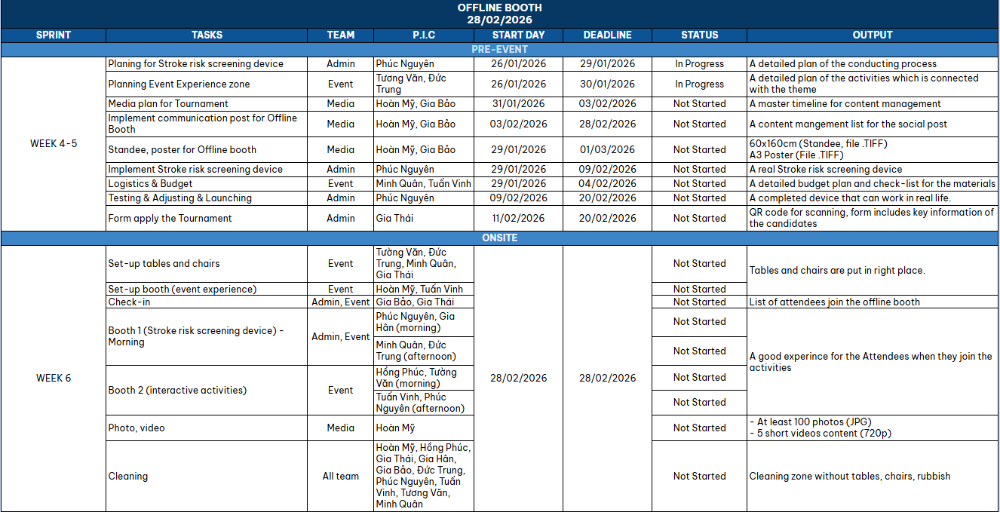 OFFLINE BOOTH
28/02/2026
SPRINT TASKS TEAM P.I.C START DAY DEADLINE STATUS OUTPUT
PRE-EVENT
WEEK 4-5
Planing for Stroke risk screening device Admin Phúc Nguyên 26/01/2026 29/01/2026 In Progress A detailed plan of the conducting process
Planning Event Experience zone Event Tương Văn, Đức
Trung 26/01/2026 30/01/2026 In Progress A detailed plan of the activities which is connected
with the theme
Media plan for Tournament Media Hoàn Mỹ, Gia Bảo 31/01/2026 03/02/2026 Not Started A master timeline for content management
Implement communication post for Offline
Booth Media Hoàn Mỹ, Gia Bảo 03/02/2026 28/02/2026 Not Started A content mangement list for the social post
Standee, poster for Offline booth Media Hoàn Mỹ, Gia Bảo 29/01/2026 01/03/2026 Not Started 60x160cm (Standee, file .TIFF)
A3 Poster (File .TIFF)
Implement Stroke risk screening device Admin Phúc Nguyên 29/01/2026 09/02/2026 Not Started A real Stroke risk screening device
Logistics & Budget Event Minh Quân, Tuấn Vinh 29/01/2026 04/02/2026 Not Started A detailed budget plan and check-list for the materials
Testing & Adjusting & Launching Admin Phúc Nguyên 09/02/2026 20/02/2026 Not Started A completed device that can work in real life.
Form apply the Tournament Admin Gia Thái 11/02/2026 20/02/2026 Not Started QR code for scanning, form includes key information of
the candidates
ONSITE
WEEK 6
Set-up tables and chairs Event Tường Văn, Đức
Trung, Minh Quân,
Gia Thái 28/02/2026 28/02/2026 Not Started Tables and chairs are put in right place.
Set-up booth (event experience) Event Hoàn Mỹ, Tuấn Vinh Not Started
Check-in Admin, Event Gia Bảo, Gia Thái Not Started List of attendees join the offline booth
Booth 1 (Stroke risk screening device) -
Morning Admin, Event Phúc Nguyên, Gia
Hân (morning) Not Started A good experince for the Attendees when they join the
activities
Minh Quân, Đức
Trung (afternoon) Not Started
Booth 2 (interactive activities) Event Hồng Phúc, Tường
Văn (morning) Not Started
Tuấn Vinh, Phúc
Nguyên (afternoon) Not Started
Photo, video Media Hoàn Mỹ Not Started - At least 100 photos (JPG)
- 5 short videos content (720p)
Cleaning All team Hoàn Mỹ, Hồng Phúc,
Gia Thái, Gia Hân,
Gia Bảo, Đức Trung,
Phúc Nguyên, Tuấn
Vinh, Tương Văn,
Minh Quân Not Started Cleaning zone without tables, chairs, rubbish